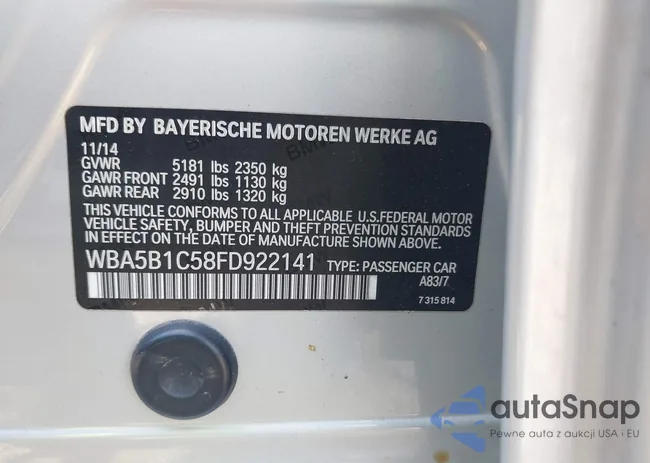 MFD BY BAYERISCHE MOTOREN WERKE AG
11/14
GVWR 5181 lbs 2350 kg
GAWR FRONT 2491 lbs 1130 kg
GAWR REAR 2910 lbs 1320 kg
THIS VEHICLE CONFORMS TO ALL APPLICABLE U.S.FEDERAL MOTOR
VEHICLE SAFETY, BUMPER AND THEFT PREVENTION STANDARDS
IN EFFECT ON THE DATE OF MANUFACTURE SHOWN ABOVE.
WBA5B1C58FD922141 TYPE: PASSENGER CAR
A83/7
7 315 814
autaSnap
Pewne auta z aukcji USA i EU